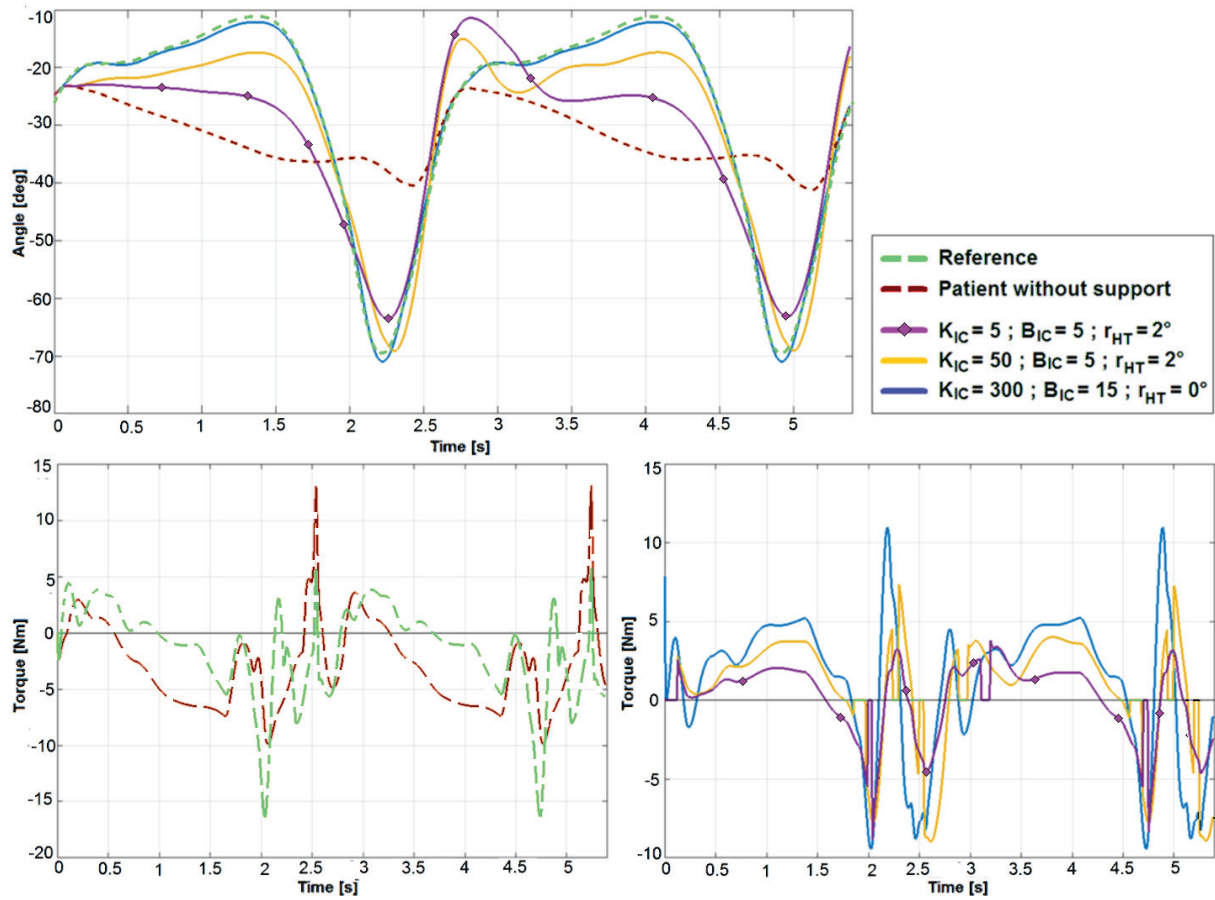 -10
-20
-30
-40
-50
-60
-70
-80
Angle [deg]
0 0.5 1 1.5 2 2.5 3 3.5 4 4.5 5
Time [s]
Reference
Patient without support
K_IC = 5 ; B_IC = 5 ; r_HT = 2°
K_IC = 50 ; B_IC = 5 ; r_HT = 2°
K_IC = 300 ; B_IC = 15 ; r_HT = 0°
15
10
5
0
-5
-10
-15
-20
Torque [Nm]
0 0.5 1 1.5 2 2.5 3 3.5 4 4.5 5
Time [s]
15
10
5
0
-5
-10
Torque [Nm]
0 0.5 1 1.5 2 2.5 3 3.5 4 4.5 5
Time [s]